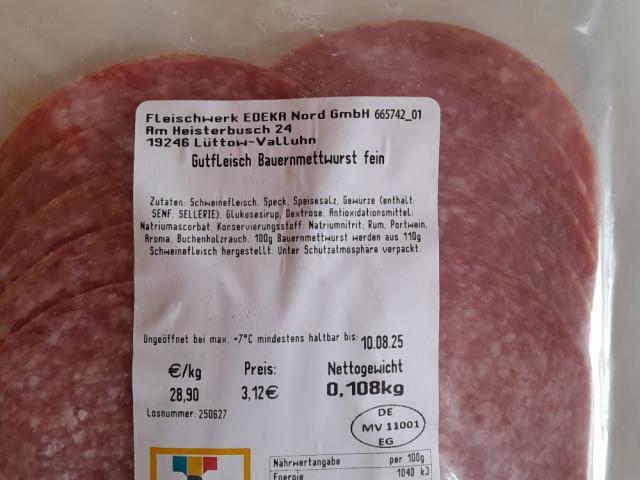 Fleischwerk EDEKA Nord GmbH 665742_01
Am Heisterbusch 24
19246 Lüttow-Valluhn
Gutfleisch Bauernmettwurst fein
Zutaten: Schweinefleisch, Speck, Speisesalz, Gewürze (enthält:
SENF, SELLERIE), Glukosesirup, Dextrose, Antioxidationsmittel:
Natriumascorbat; Konservierungsstoff: Natriumnitrit; Rum, Portwein,
Aroma, Buchenholzrauch. 100g Bauernmettwurst werden aus 110g
Schweinefleisch hergestellt. Unter Schutzatmosphäre verpackt.
Ungeöffnet bei max. +7°C mindestens haltbar bis: 10.08.25
€/kg Preis: Nettogewicht
28,90 3,12€ 0,108kg
Losnummer: 250627
DE
MV 11001
EG
Nährwertangabe per 100g
Energie 1040 kJ